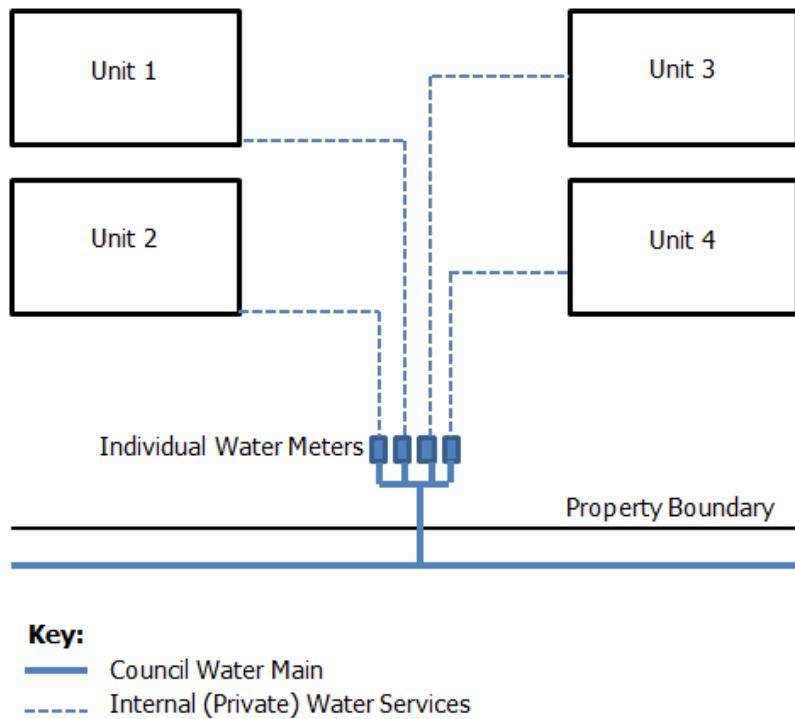 Unit 1
Unit 3
Unit 2
Unit 4
Individual Water Meters
Property Boundary
Key:
Council Water Main
Internal (Private) Water Services